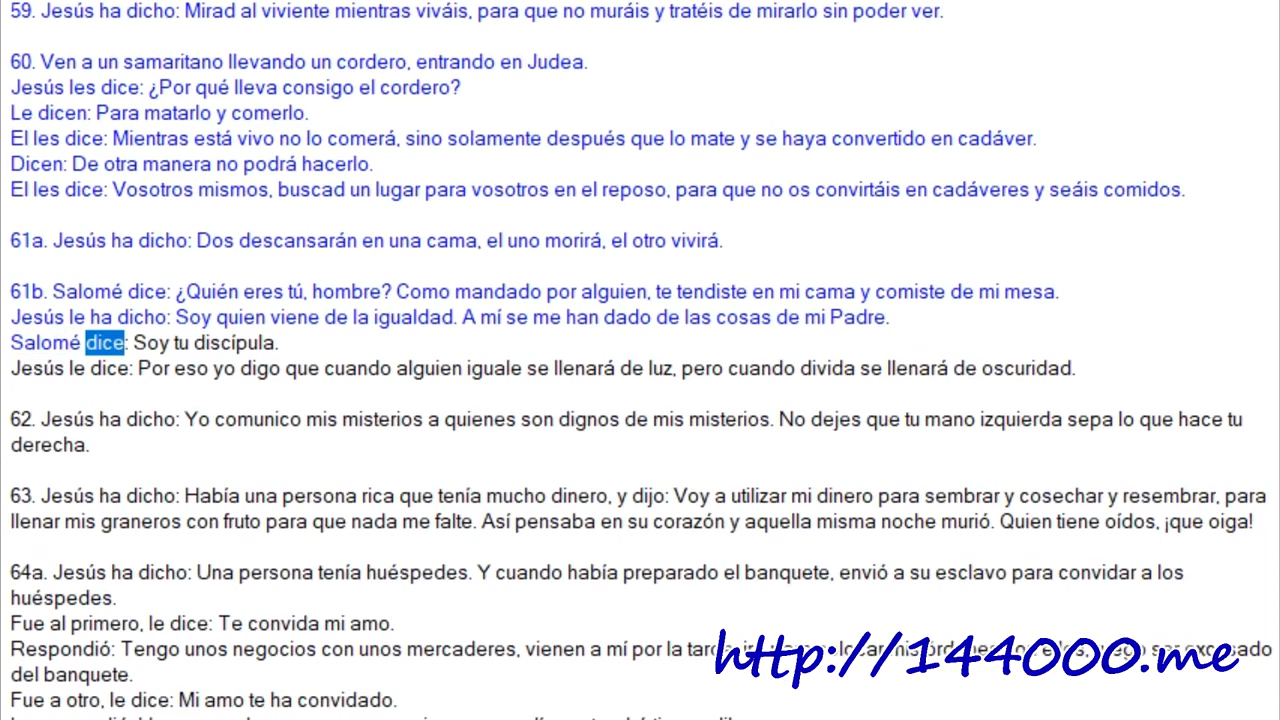 59. Jesús ha dicho: Mirad al viviente mientras viváis, para que no muráis y tratéis de mirarlo sin poder ver.
60. Ven a un samaritano llevando un cordero, entrando en Judea.
Jesús les dice: ¿Por qué lleva consigo el cordero?
Le dicen: Para matarlo y comerlo.
El les dice: Mientras está vivo no lo comerá, sino solamente después que lo mate y se haya convertido en cadáver.
Dicen: De otra manera no podrá hacerlo.
El les dice: Vosotros mismos, buscad un lugar para vosotros en el reposo, para que no os convirtáis en cadáveres y seáis comidos.
61a. Jesús ha dicho: Dos descansarán en una cama, el uno morirá, el otro vivirá.
61b. Salomé dice: ¿Quién eres tú, hombre? Como mandado por alguien, te tendiste en mi cama y comiste de mi mesa.
Jesús le ha dicho: Soy quien viene de la igualdad. A mí se me han dado de las cosas de mi Padre.
Salomé dice: Soy tu discípula.
Jesús le dice: Por eso yo digo que cuando alguien iguale se llenará de luz, pero cuando divida se llenará de oscuridad.
62. Jesús ha dicho: Yo comunico mis misterios a quienes son dignos de mis misterios. No dejes que tu mano izquierda sepa lo que hace tu
derecha.
63. Jesús ha dicho: Había una persona rica que tenía mucho dinero, y dijo: Voy a utilizar mi dinero para sembrar y cosechar y resembrar, para
llenar mis graneros con fruto para que nada me falte. Así pensaba en su corazón y aquella misma noche murió. Quien tiene oídos, ¡que oiga!
64a. Jesús ha dicho: Una persona tenía huéspedes. Y cuando había preparado el banquete, envió a su esclavo para convidar a los
huéspedes.
Fue al primero, le dice: Te convida mi amo.
Respondió: Tengo unos negocios con unos mercaderes, vienen a mí por la
del banquete.
Fue a otro, le dice: Mi amo te ha convidado.
http://144000.me